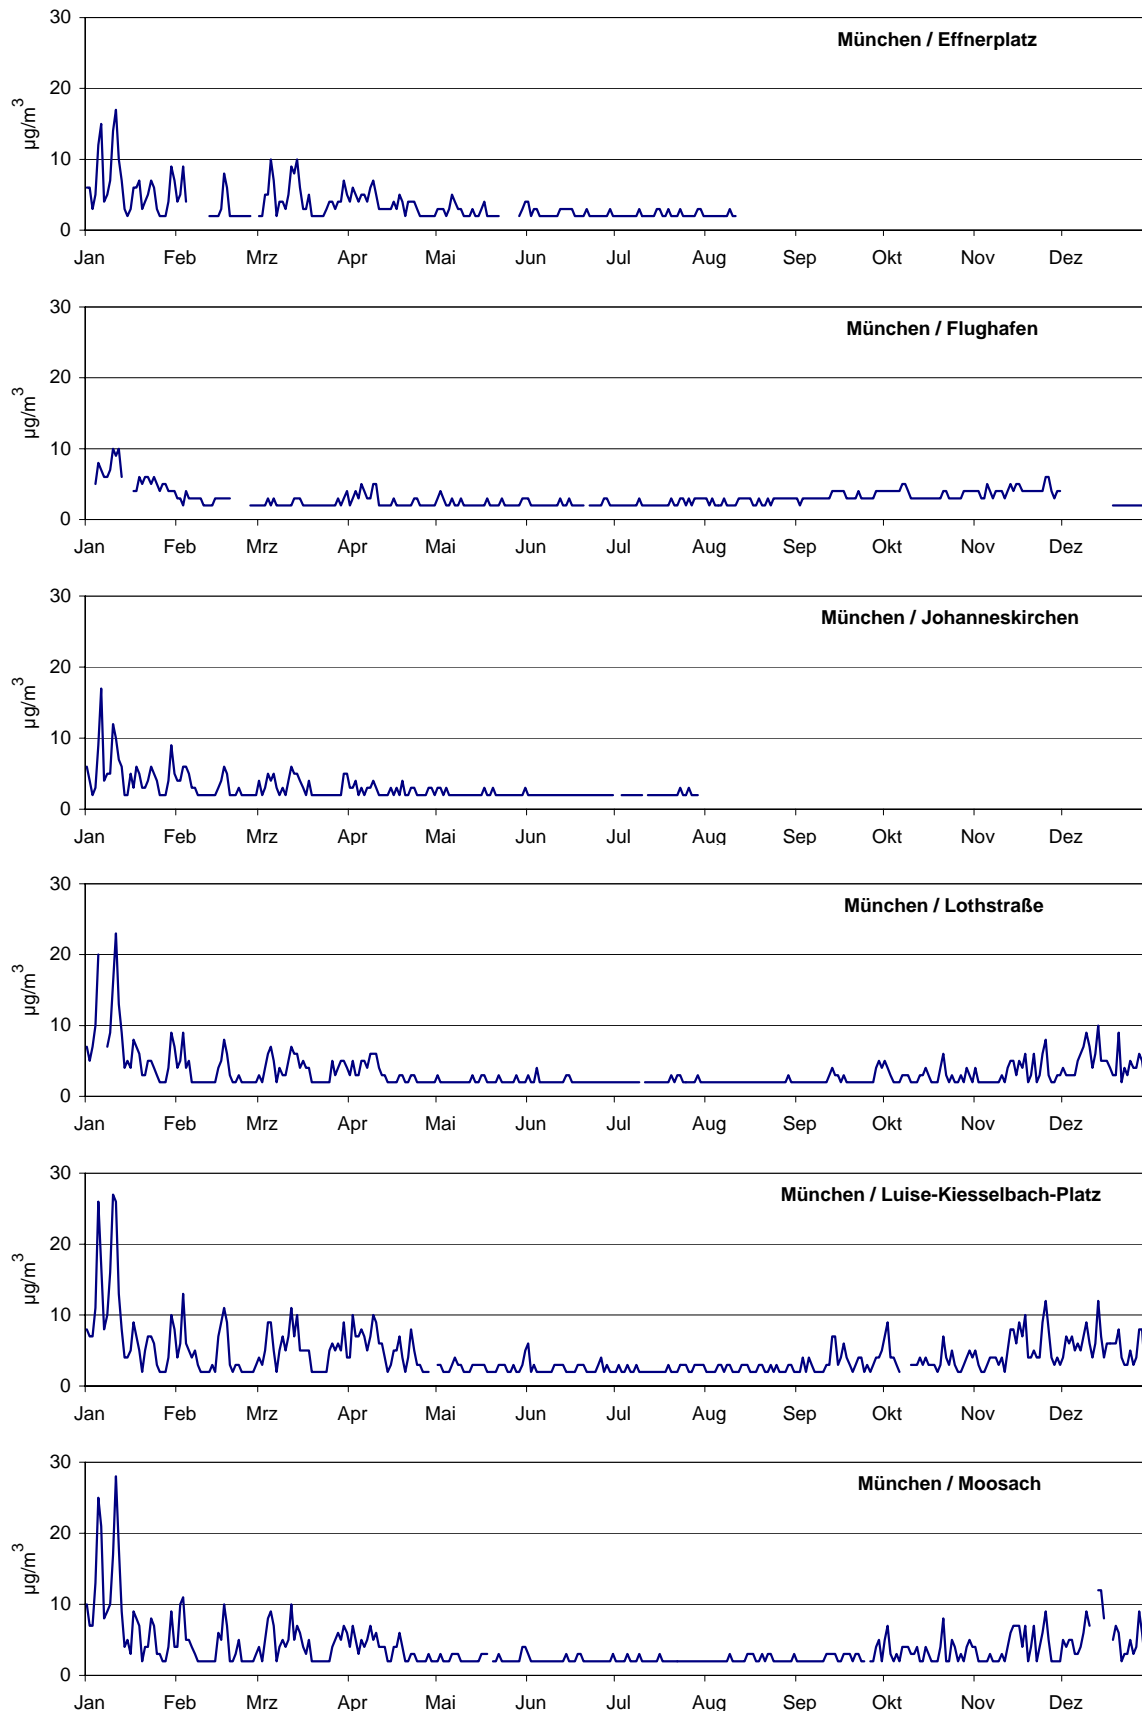 30
München / Effnerplatz
20
µg/m³
10
0
Jan Feb Mrz Apr Mai Jun Jul Aug Sep Okt Nov Dez
30
München / Flughafen
20
µg/m³
10
0
Jan Feb Mrz Apr Mai Jun Jul Aug Sep Okt Nov Dez
30
München / Johanneskirchen
20
µg/m³
10
0
Jan Feb Mrz Apr Mai Jun Jul Aug Sep Okt Nov Dez
30
München / Lothstraße
20
µg/m³
10
0
Jan Feb Mrz Apr Mai Jun Jul Aug Sep Okt Nov Dez
30
München / Luise-Kiesselbach-Platz
20
µg/m³
10
0
Jan Feb Mrz Apr Mai Jun Jul Aug Sep Okt Nov Dez
30
München / Moosach
20
µg/m³
10
0
Jan Feb Mrz Apr Mai Jun Jul Aug Sep Okt Nov Dez